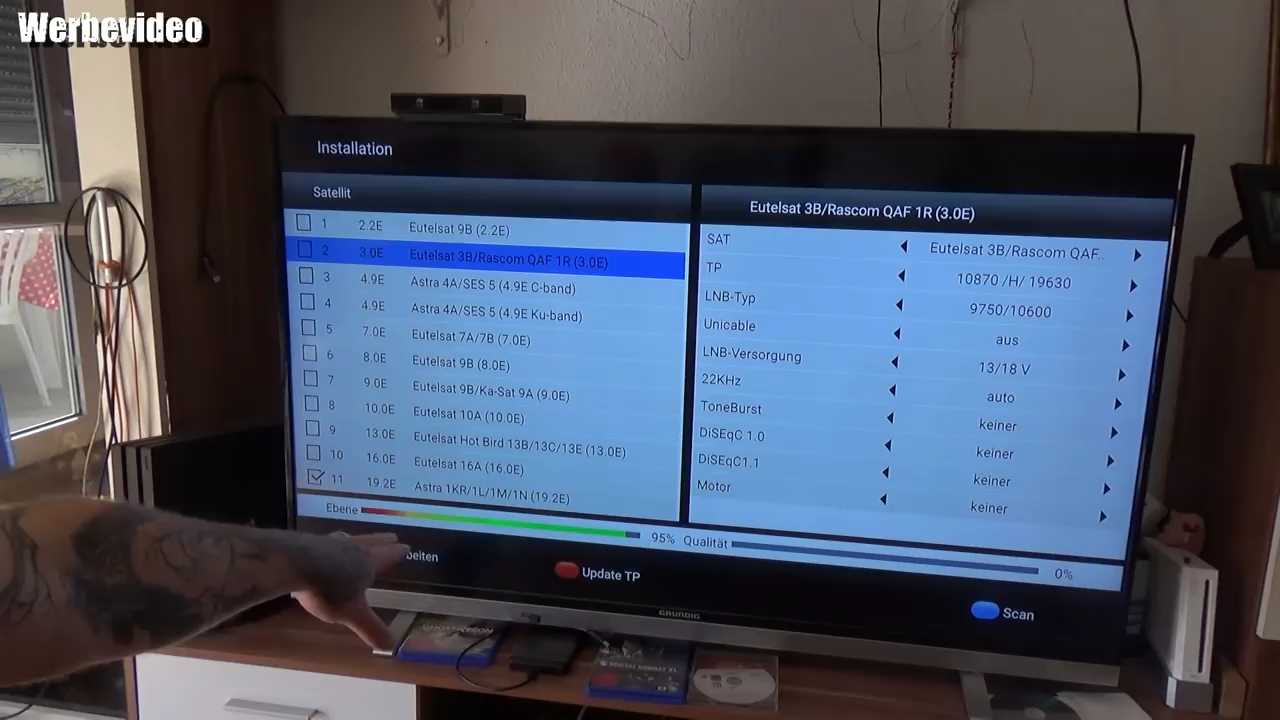 Werbevideo
Installation
Satellit
1 2.2E Eutelsat 9B (2.2E)
2 3.0E Eutelsat 3B/Rascom QAF 1R (3.0E)
3 4.9E Astra 4A/SES 5 (4.9E C-band)
4 4.9E Astra 4A/SES 5 (4.9E Ku-band)
5 7.0E Eutelsat 7A/7B (7.0E)
6 8.0E Eutelsat 9B (8.0E)
7 9.0E Eutelsat 9B/Ka-Sat 9A (9.0E)
8 10.0E Eutelsat 10A (10.0E)
9 13.0E Eutelsat Hot Bird 13B/13C/13E (13.0E)
10 16.0E Eutelsat 16A (16.0E)
11 19.2E Astra 1KR/1L/1M/1N (19.2E)
Eutelsat 3B/Rascom QAF 1R (3.0E)
SAT Eutelsat 3B/Rascom QAF..
TP 10870 /H/ 19630
LNB-Typ 9750/10600
Unicable aus
LNB-Versorgung 13/18 V
22KHz auto
ToneBurst keiner
DiSEqC 1.0 keiner
DiSEqC1.1 keiner
Motor keiner
Ebene 95% Qualität 0%
beiten
Update TP
Scan
GRUNDIG
GHOST RECON
MORTAL KOMBAT XL